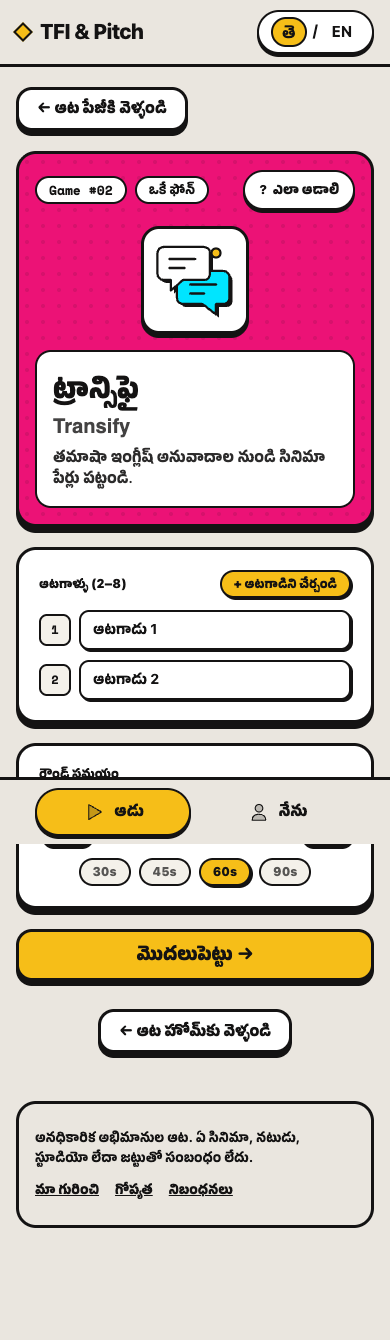 TFI & Pitch
తె / EN
← ఆట పేజీకి వెళ్ళండి
Game #02
ఒకే ఫోన్
? ఎలా ఆడాలి
ట్రాన్సిఫై
Transify
తమాషా ఇంగ్లీష్ అనువాదాల నుండి సినిమా
పేర్లు పట్టండి.
ఆటగాళ్ళు (2–8)
+ ఆటగాడిని చేర్చండి
1
ఆటగాడు 1
2
ఆటగాడు 2
రౌండ్ సమయం
ఆడు
నేను
30s
45s
60s
90s
మొదలుపెట్టు →
← ఆట హోమ్‌కు వెళ్ళండి
అనధికారిక అభిమానుల ఆట. ఏ సినిమా, నటుడు,
స్టూడియో లేదా జట్టుతో సంబంధం లేదు.
మా గురించి గోప్యత నిబంధనలు